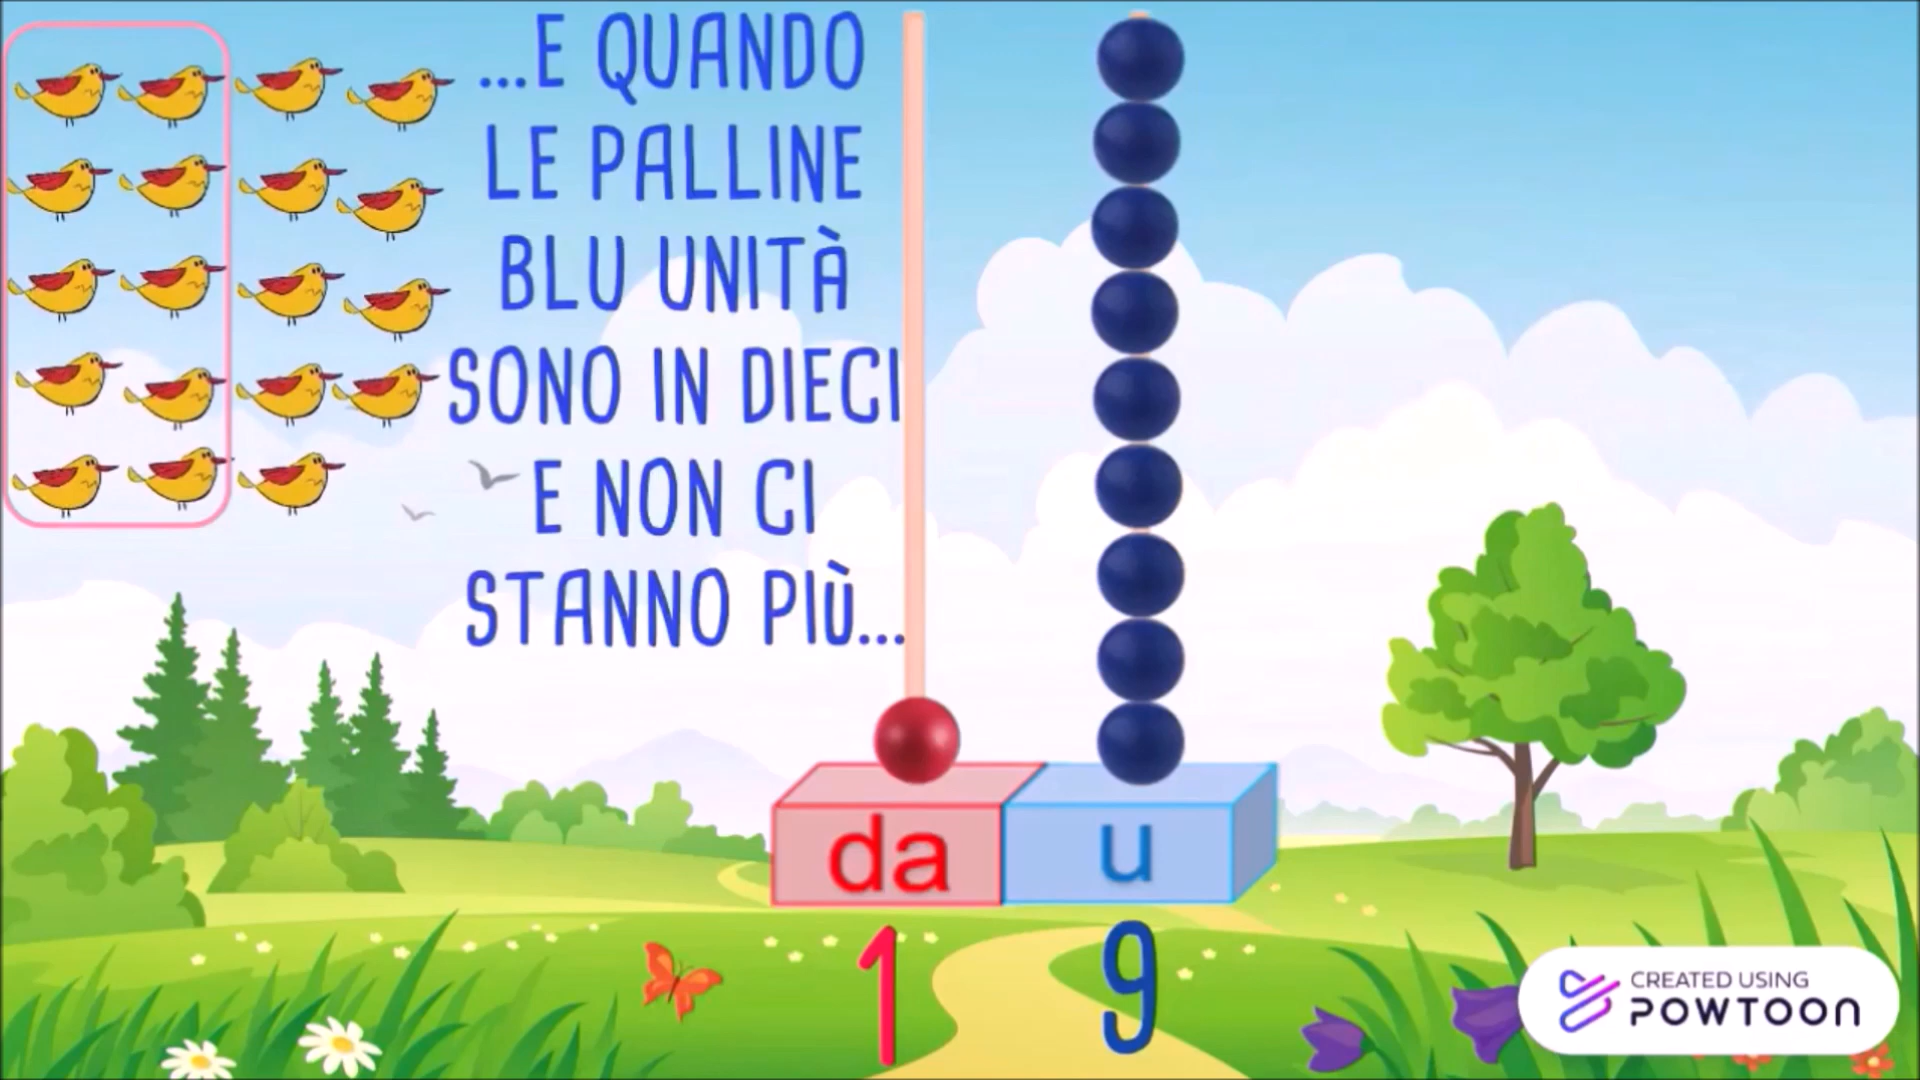 ...E QUANDO
LE PALLINE
BLU UNITÀ
SONO IN DIECI
E NON CI
STANNO PIÙ...
da u
1 9
CREATED USING
POWTOON